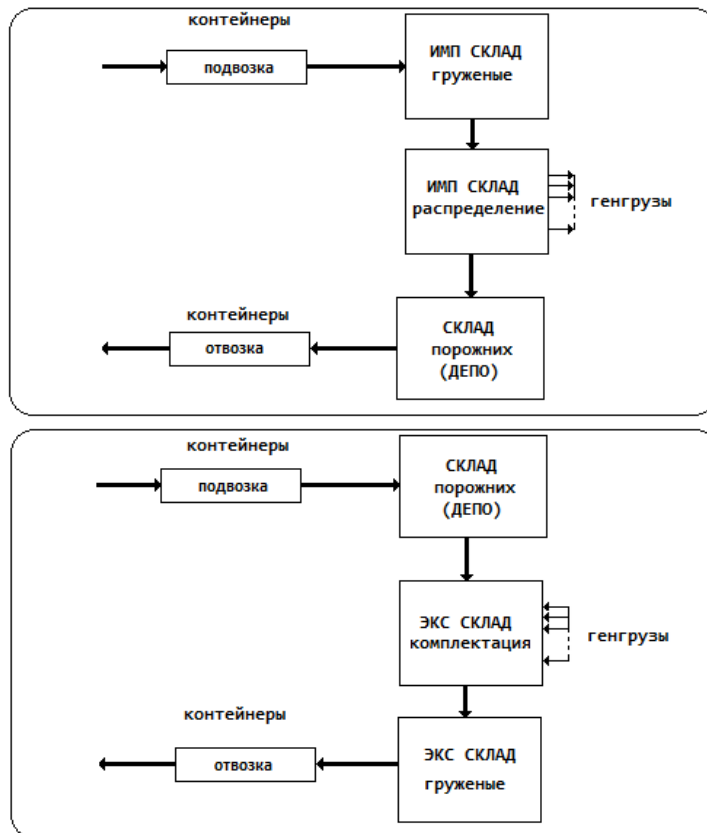 контейнеры
подвозка
ИМП СКЛАД
груженые
ИМП СКЛАД
распределение
генгрузы
контейнеры
отвозка
СКЛАД
порожних
(ДЕПО)
контейнеры
подвозка
СКЛАД
порожних
(ДЕПО)
ЭКС СКЛАД
комплектация
генгрузы
контейнеры
отвозка
ЭКС СКЛАД
груженые